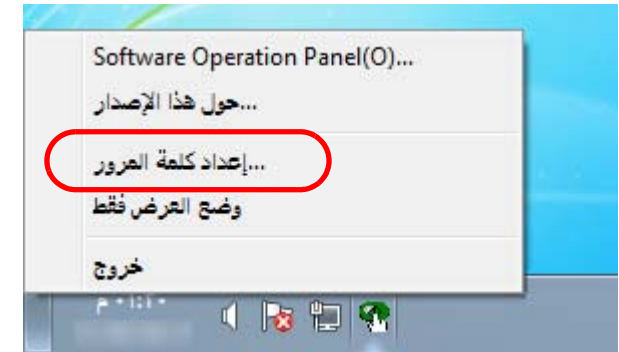 Software Operation Panel(O)...
حول هذا الإصدار...
إعداد كلمة المرور...
وضع العرض فقط
خروج